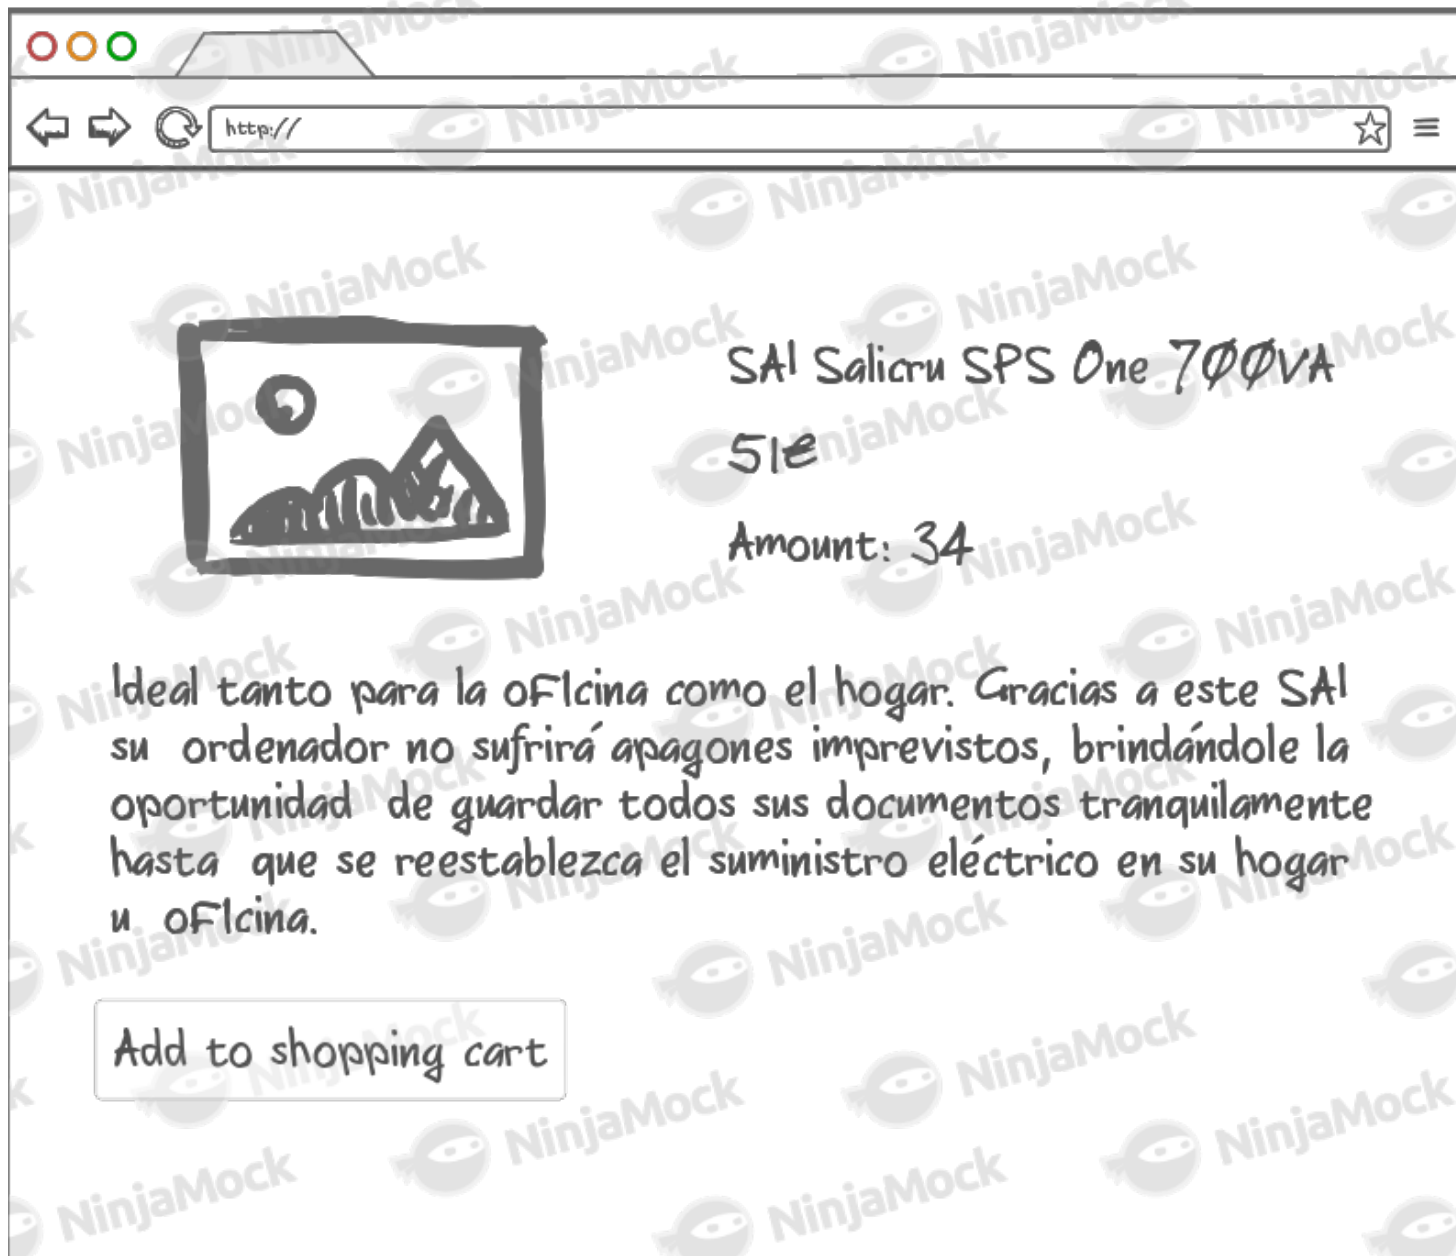 http://
SAI Salicru SPS One 700VA
51€
Amount: 34
Ideal tanto para la oficina como el hogar. Gracias a este SAI
su ordenador no sufrirá apagones imprevistos, brindándole la
oportunidad de guardar todos sus documentos tranquilamente
hasta que se reestablezca el suministro eléctrico en su hogar
u oficina.
Add to shopping cart
NinjaMock